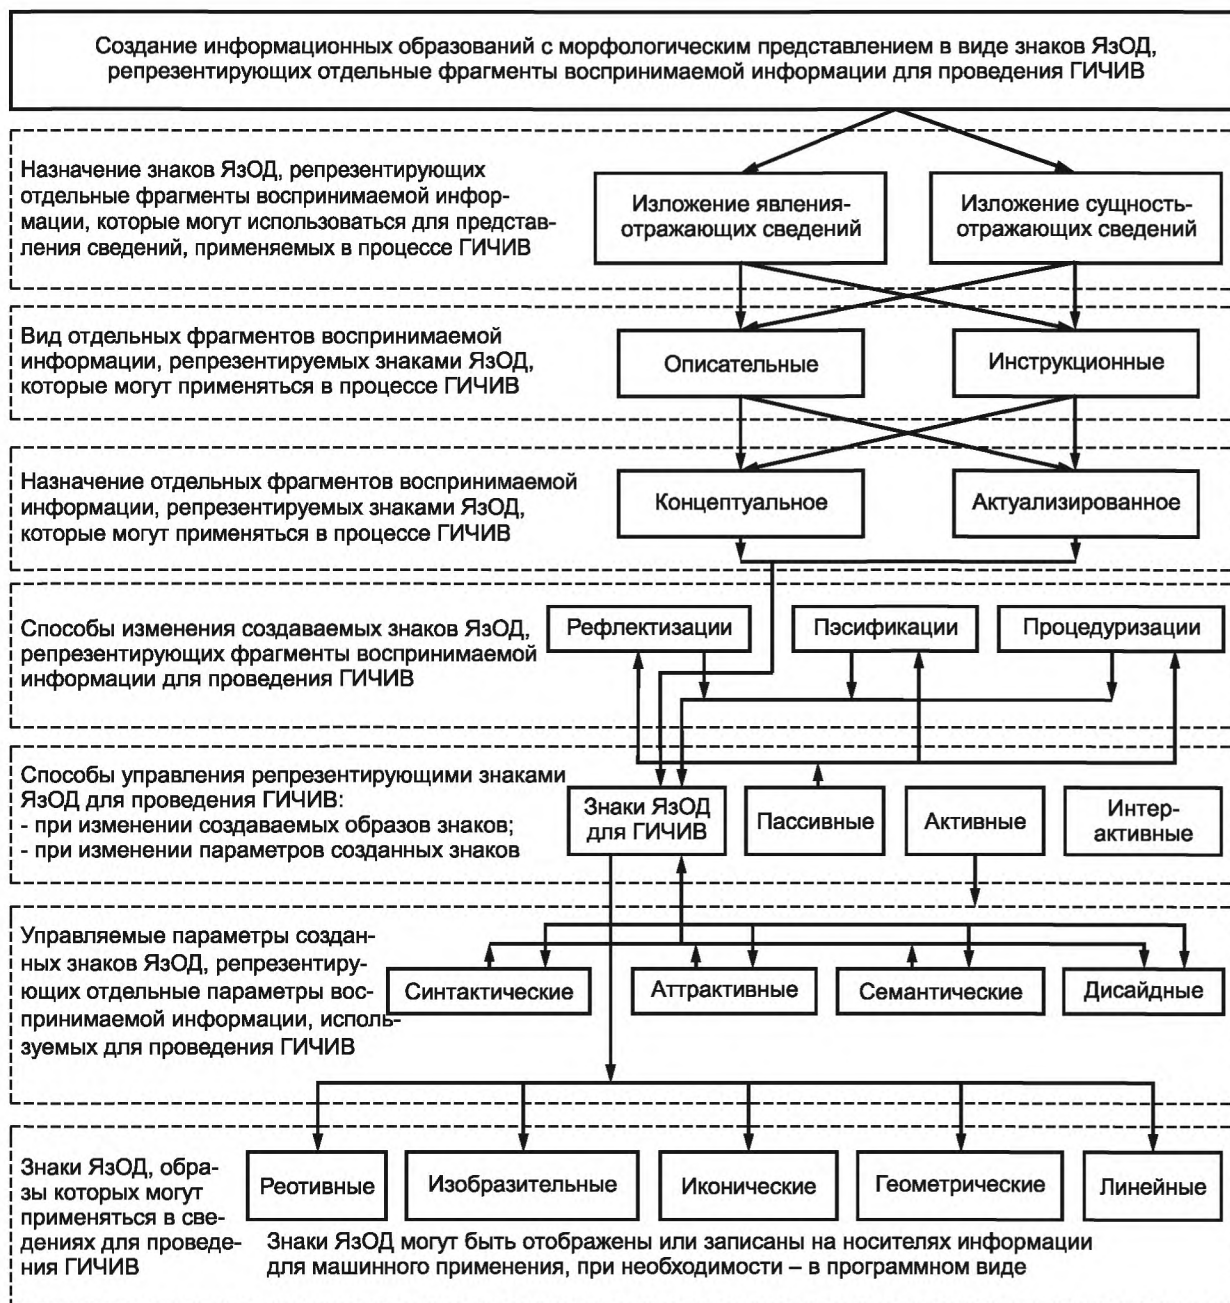 Создание информационных образований с морфологическим представлением в виде знаков ЯзОД,
репрезентирующих отдельные фрагменты воспринимаемой информации для проведения ГИЧИВ
Назначение знаков ЯзОД, репрезентирующих
отдельные фрагменты воспринимаемой инфор-
мации, которые могут использоваться для представ-
ления сведений, применяемых в процессе ГИЧИВ
Изложение явления-
отражающих сведений
Изложение сущность-
отражающих сведений
Вид отдельных фрагментов воспринимаемой
информации, репрезентируемых знаками ЯзОД,
которые могут применяться в процессе ГИЧИВ
Описательные
Инструкционные
Назначение отдельных фрагментов воспринимаемой
информации, репрезентируемых знаками ЯзОД,
которые могут применяться в процессе ГИЧИВ
Концептуальное
Актуализированное
Способы изменения создаваемых знаков ЯзОД,
репрезентирующих фрагменты воспринимаемой
информации для проведения ГИЧИВ
Рефлектизации
Пэсификации
Процедуризации
Способы управления репрезентирующими знаками
ЯзОД для проведения ГИЧИВ:
- при изменении создаваемых образов знаков;
- при изменении параметров созданных знаков
Знаки ЯзОД
для ГИЧИВ
Пассивные
Активные
Интер-
активные
Управляемые параметры создан-
ных знаков ЯзОД, репрезентиру-
ющих отдельные параметры вос-
принимаемой информации, исполь-
зуемых для проведения ГИЧИВ
Синтактические
Аттрактивные
Семантические
Дисайдные
Знаки ЯзОД, обра-
зы которых могут
применяться в све-
дениях для проведе-
ния ГИЧИВ
Реотивные
Изобразительные
Иконические
Геометрические
Линейные
Знаки ЯзОД могут быть отображены или записаны на носителях информации
для машинного применения, при необходимости – в программном виде